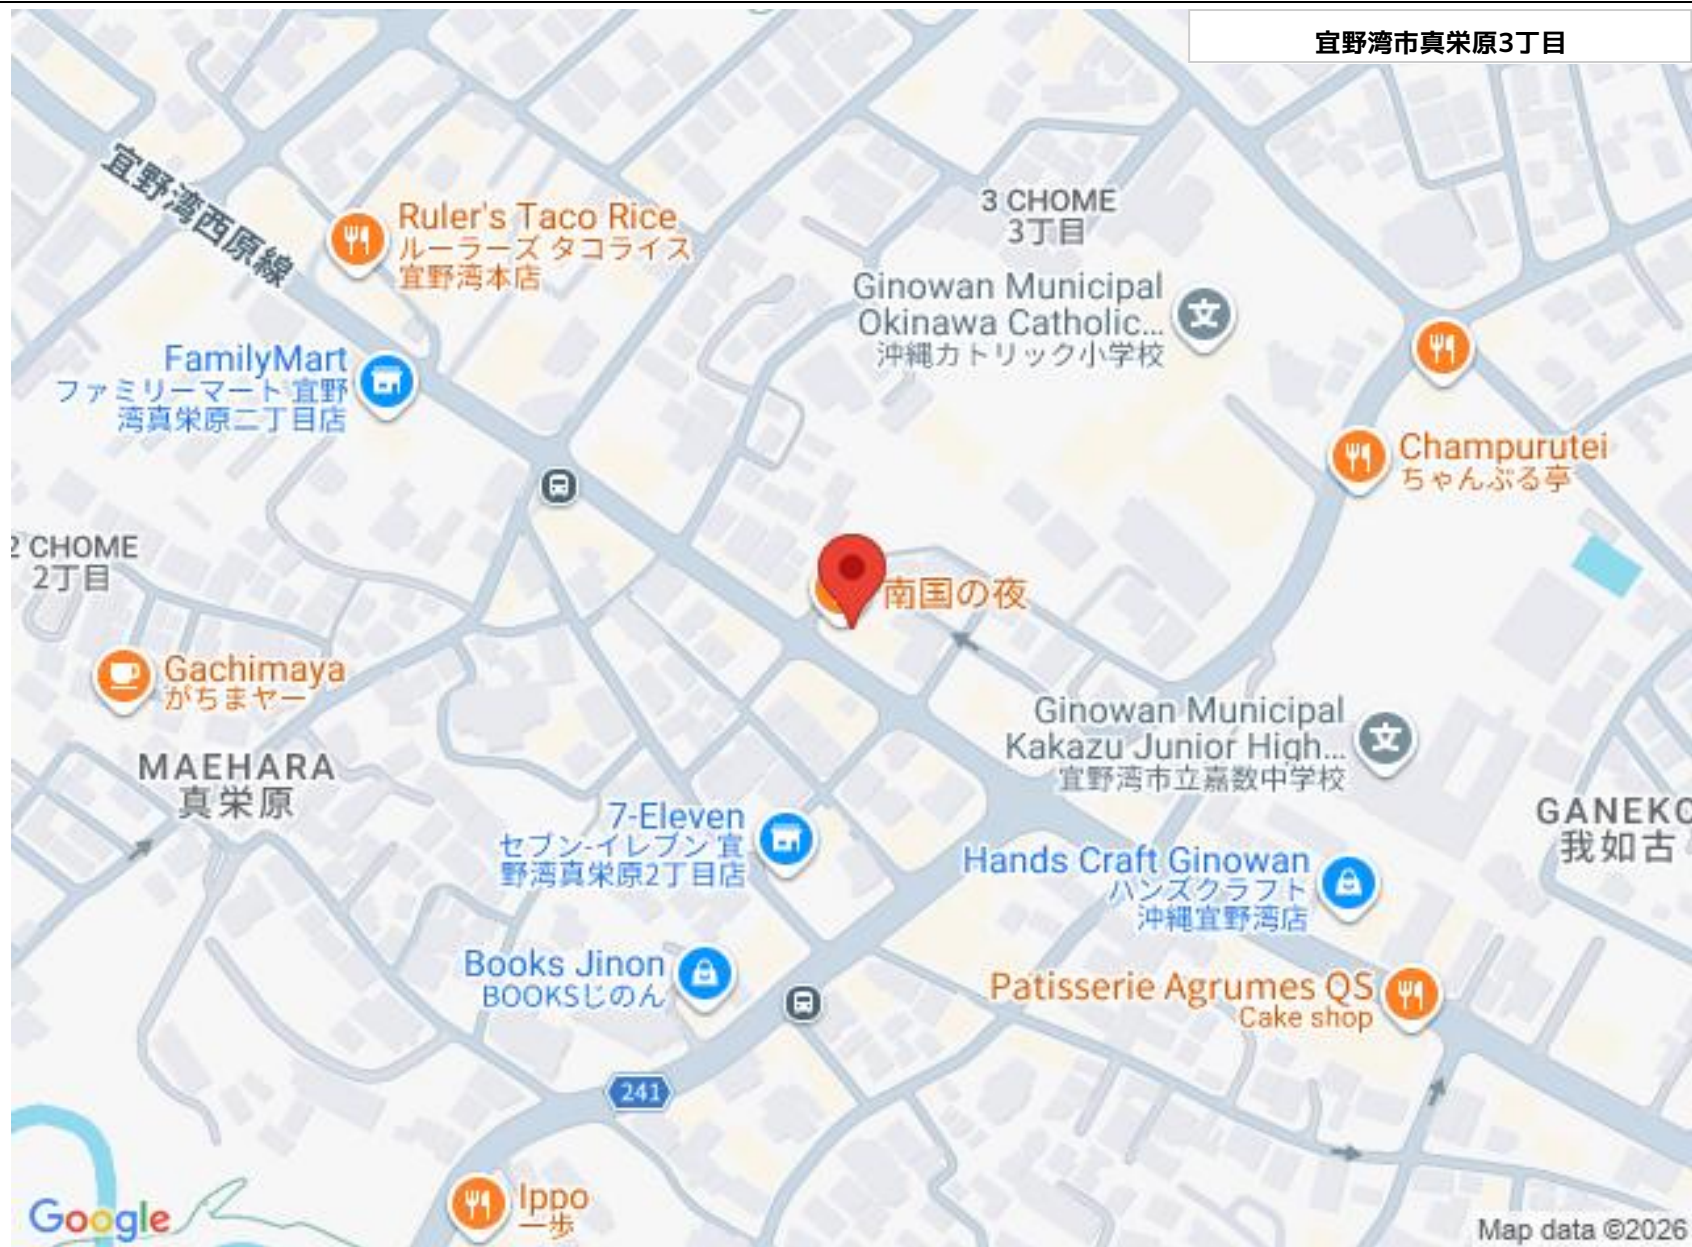 宜野湾市真栄原3丁目
宜野湾西原線
Ruler's Taco Rice
ルーラーズ タコライス
宜野湾本店
3 CHOME
3丁目
Ginowan Municipal
Okinawa Catholic...
沖縄カトリック小学校
FamilyMart
ファミリーマート 宜野
湾真栄原二丁目店
Champurutei
ちゃんぷる亭
2 CHOME
2丁目
南国の夜
Gachimaya
がちまヤー
Ginowan Municipal
Kakazu Junior High...
宜野湾市立嘉数中学校
MAEHARA
真栄原
7-Eleven
セブン-イレブン 宜
野湾真栄原2丁目店
GANEKO
我如古
Hands Craft Ginowan
ハンズクラフト
沖縄宜野湾店
Books Jinon
BOOKSじのん
Patisserie Agrumes QS
Cake shop
241
Ippo
一歩
Google
Map data ©2026
文
文